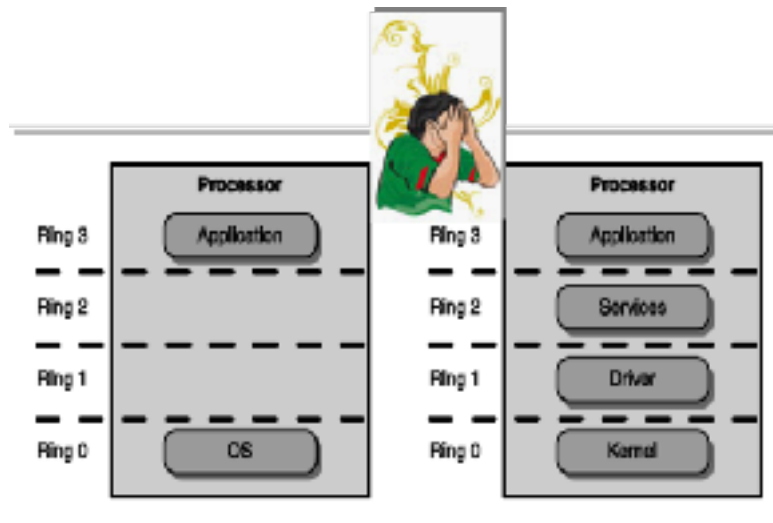 Processor
Ring 3 Application
Ring 2
Ring 1
Ring 0 OS
Processor
Ring 3 Application
Ring 2 Services
Ring 1 Driver
Ring 0 Kernel